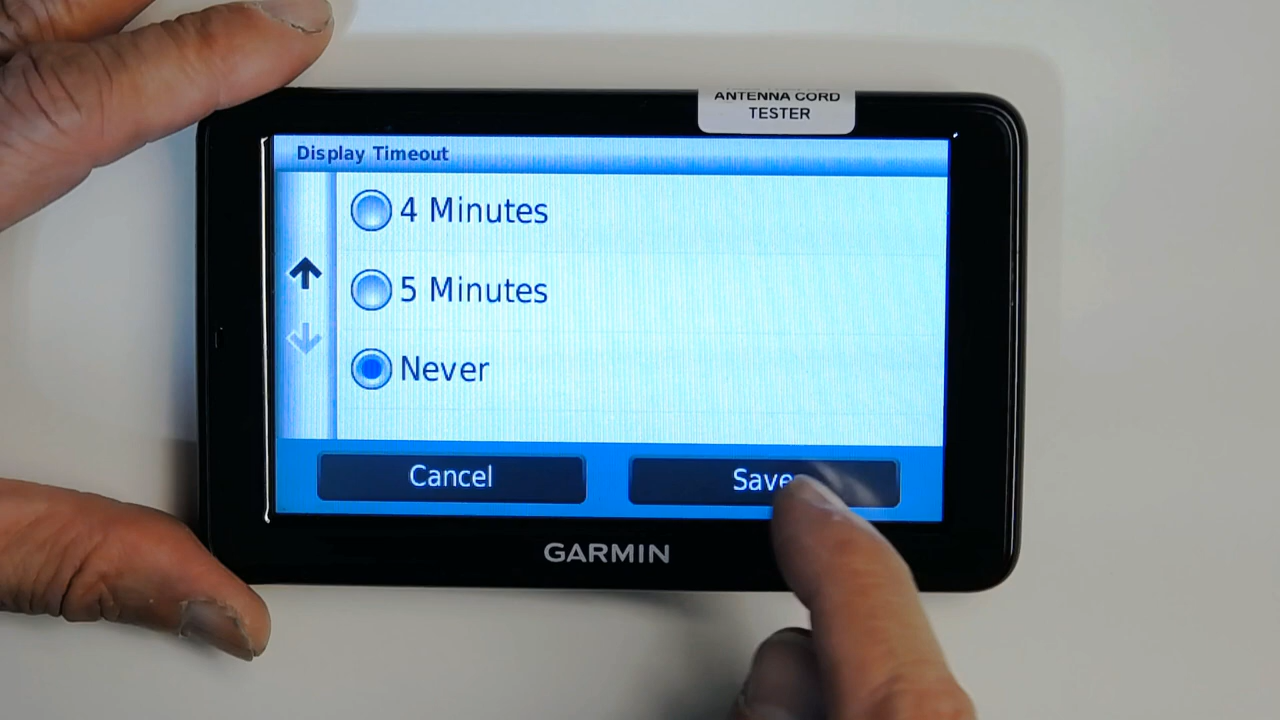 ANTENNA CORD
TESTER
Display Timeout
4 Minutes
5 Minutes
Never
Cancel
Save
GARMIN